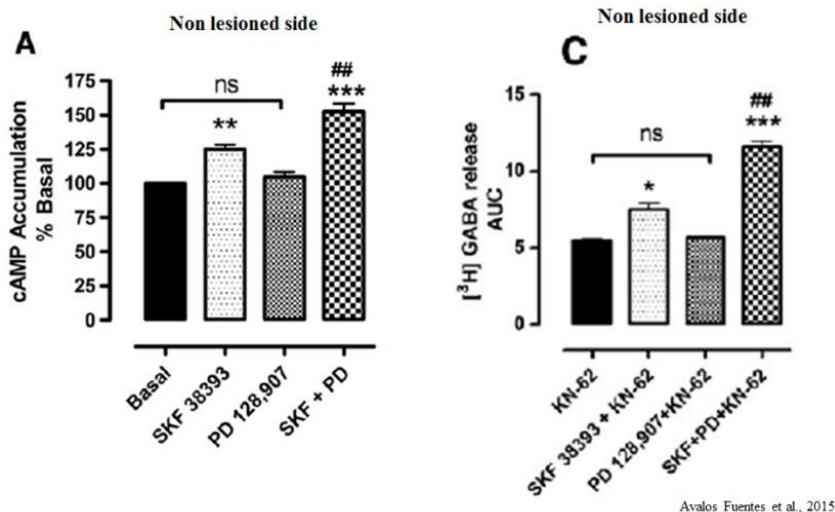 Non lesioned side
A
cAMP Accumulation
% Basal
175
150
125
100
75
50
25
0
ns
**
##
***
Basal
SKF 38393
PD 128,907
SKF + PD
Non lesioned side
C
[³H] GABA release
AUC
15
10
5
0
ns
*
##
***
KN-62
SKF 38393 + KN-62
PD 128,907+KN-62
SKF+PD+KN-62
Avalos Fuentes et al., 2015